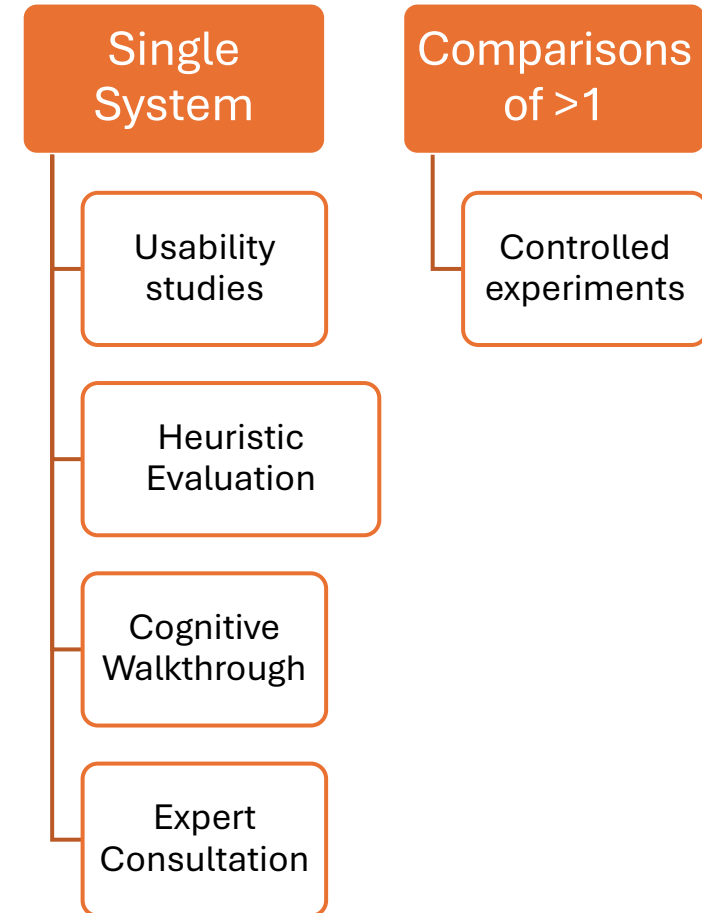 Single
System
Usability
studies
Heuristic
Evaluation
Cognitive
Walkthrough
Expert
Consultation
Comparisons
of >1
Controlled
experiments